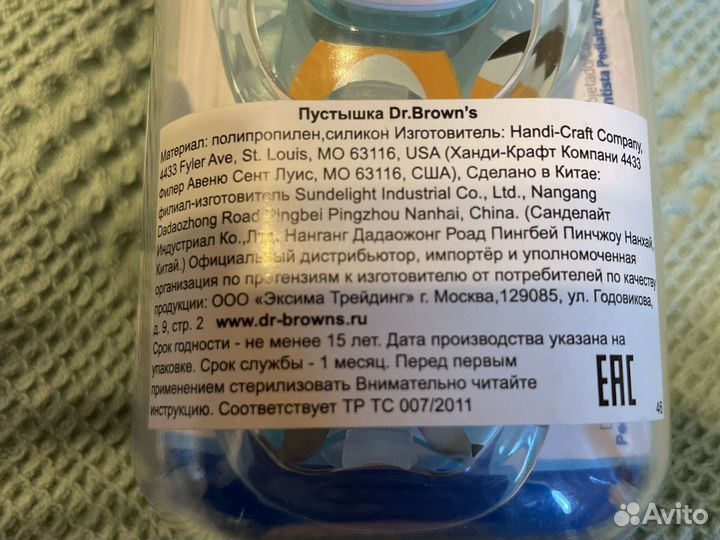 Пустышка Dr.Brown's
Материал: полипропилен,силикон Изготовитель: Handi-Craft Company,
4433 Fyler Ave, St. Louis, MO 63116, USA (Ханди-Крафт Компани 4433
Филер Авеню Сент Луис, МО 63116, США), Сделано в Китае:
филиал-изготовитель Sundelight Industrial Co., Ltd., Nangang
Dadaozhong Road Pingbei Pingzhou Nanhai, China. (Санделайт
Индустриал Ко.,Лтд. Нанганг Дадаожонг Роад Пингбей Пинчжоу Нанхай,
Китай.) Официальный дистрибьютор, импортёр и уполномоченная
организация по претензиям к изготовителю от потребителей по качеству
продукции: ООО «Эксима Трейдинг» г. Москва,129085, ул. Годовикова,
д. 9, стр. 2 www.dr-browns.ru
Срок годности - не менее 15 лет. Дата производства указана на
упаковке. Срок службы - 1 месяц. Перед первым
применением стерилизовать Внимательно читайте
инструкцию. Соответствует ТР ТС 007/2011
EAC
46
Avito